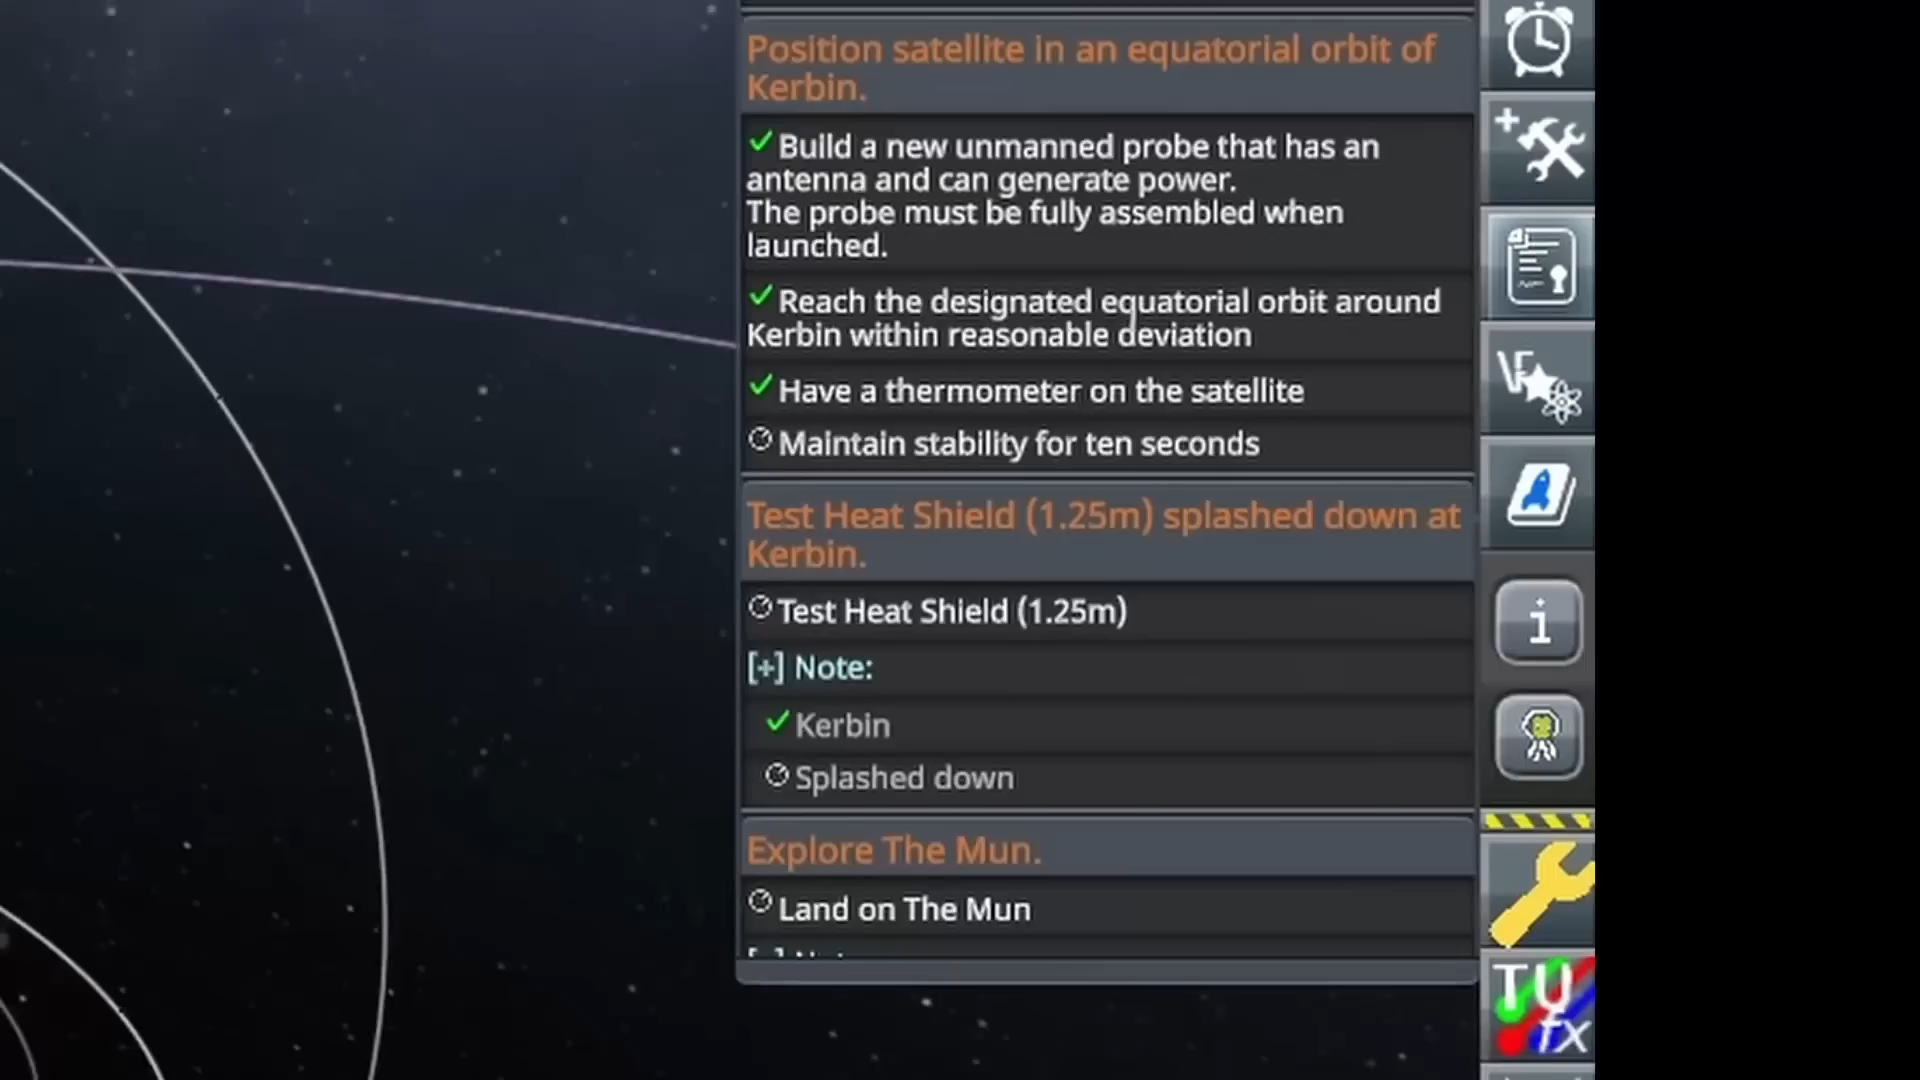 Position satellite in an equatorial orbit of
Kerbin.
Build a new unmanned probe that has an
antenna and can generate power.
The probe must be fully assembled when
launched.
Reach the designated equatorial orbit around
Kerbin within reasonable deviation
Have a thermometer on the satellite
Maintain stability for ten seconds
Test Heat Shield (1.25m) splashed down at
Kerbin.
Test Heat Shield (1.25m)
[+] Note:
Kerbin
Splashed down
Explore The Mun.
Land on The Mun
VF
i
TU
fx